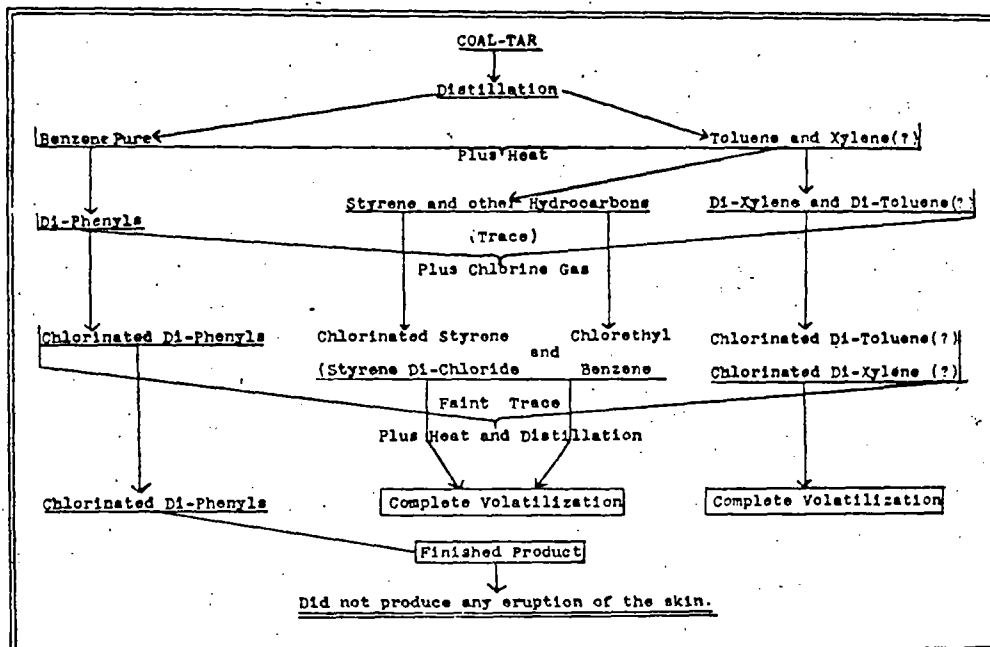 COAL-TAR
Distillation
Benzene Pure
Toluene and Xylene(?)
Plus Heat
Styrene and other Hydrocarbons
Di-Xylene and Di-Toluene(?)
Di-Phenyls
(Trace)
Plus Chlorine Gas
Chlorinated Di-Phenyls
Chlorinated Styrene
Chlorethyl
Chlorinated Di-Toluene(?)
and
(Styrene Di-Chloride
Benzene
Chlorinated Di-Xylene (?)
Faint Trace
Plus Heat and Distillation
Chlorinated Di-Phenyls
Complete Volatilization
Complete Volatilization
Finished Product
Did not produce any eruption of the skin.